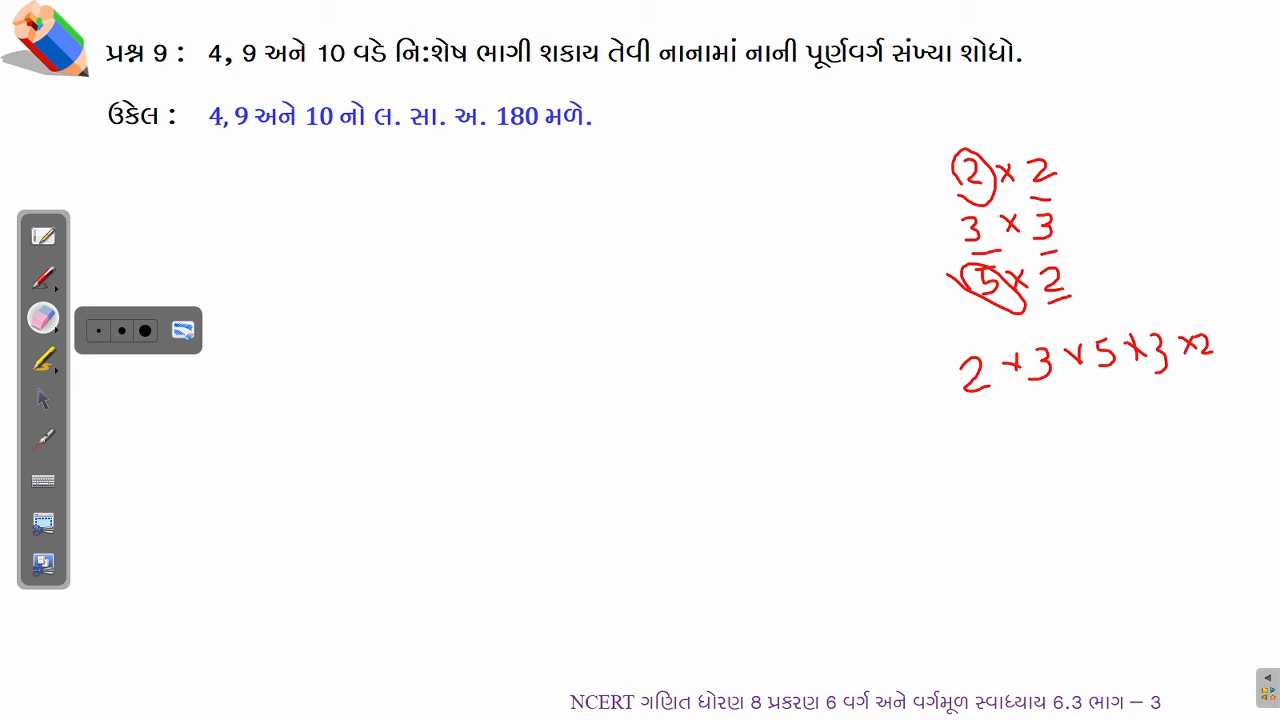 પ્રશ્ન 9 : 4, 9 અને 10 વડે નિ:શેષ ભાગી શકાય તેવી નાનામાં નાની પૂર્ણવર્ગ સંખ્યા શોધો.
ઉકેલ : 4, 9 અને 10 નો લ. સા. અ. 180 મળે.
2 × 2
3 × 3
5 × 2
2 × 3 × 5 × 3 × 2
NCERT ગણિત ધોરણ 8 પ્રકરણ 6 વર્ગ અને વર્ગમૂળ સ્વાધ્યાય 6.3 ભાગ – 3